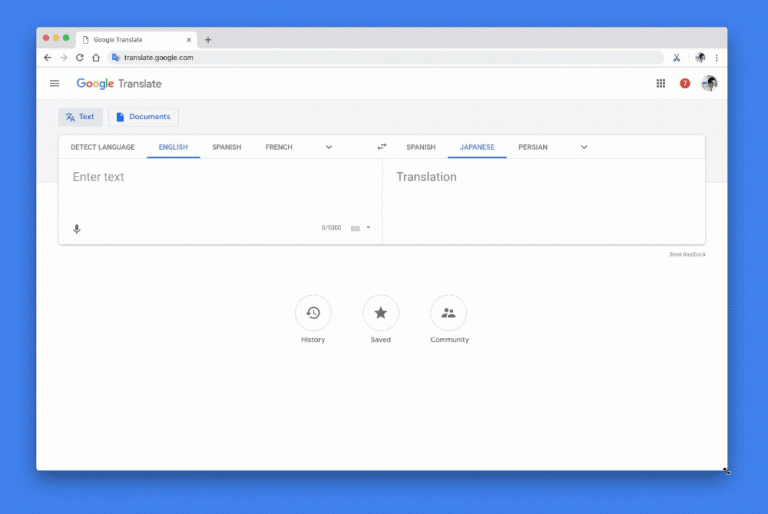 Google Translate
translate.google.com
Google Translate
7
Text
Documents
DETECT LANGUAGE ENGLISH SPANISH FRENCH SPANISH JAPANESE PERSIAN
Enter text
Translation
0/5000
Send feedback
History Saved Community